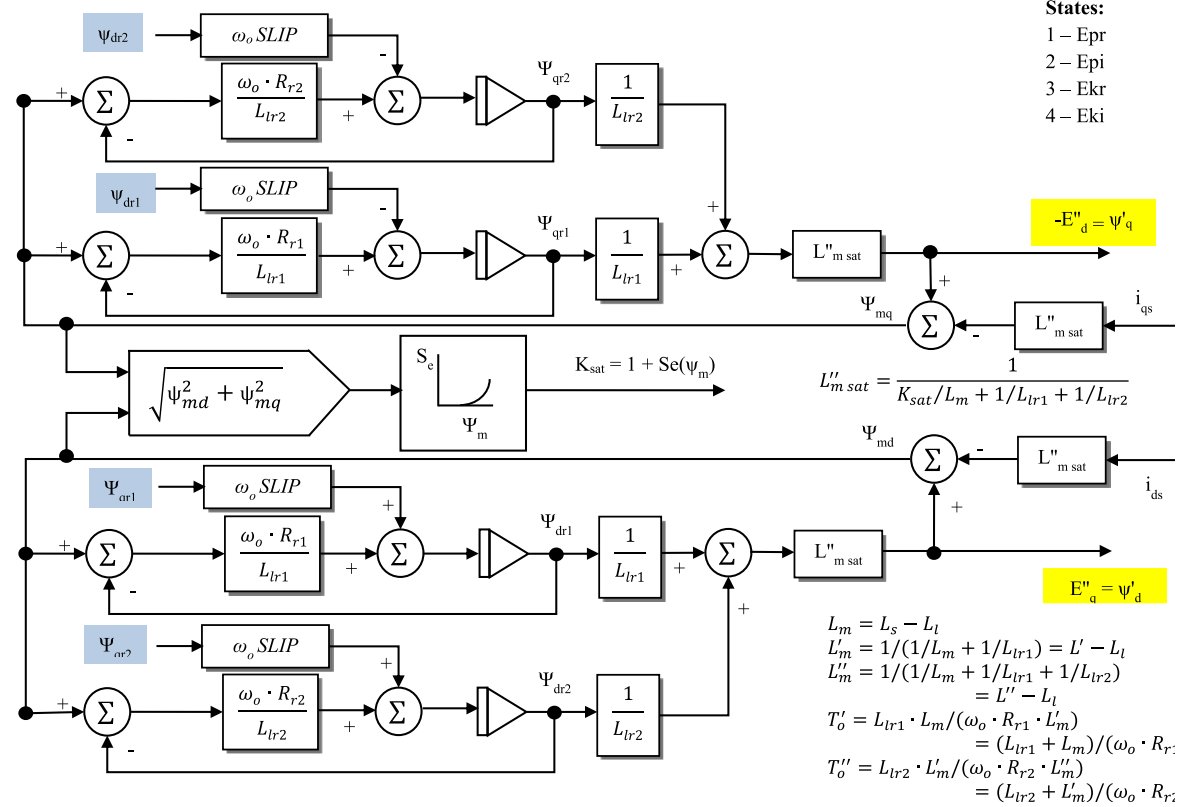 States:
1 – Epr
2 – Epi
3 – Ekr
4 – Eki
ψdr2
ωo SLIP
-
+
Σ
-
ωo · Rr2 / Llr2
+
Σ
Ψqr2
1 / Llr2
ψdr1
ωo SLIP
-
+
Σ
-
ωo · Rr1 / Llr1
+
Σ
Ψqr1
1 / Llr1
+
+
Σ
L"m sat
-E"d = ψ'q
+
Ψmq
Σ
-
L"m sat
iqs
√(ψ²md + ψ²mq)
Se
Ψm
Ksat = 1 + Se(ψm)
L''m sat = 1 / (Ksat/Lm + 1/Llr1 + 1/Llr2)
Ψmd
Σ
-
L"m sat
ids
+
Ψqr1
ωo SLIP
+
+
Σ
-
ωo · Rr1 / Llr1
+
Σ
Ψdr1
1 / Llr1
+
Σ
+
L"m sat
E"q = ψ'd
Ψqr2
ωo SLIP
+
+
Σ
-
ωo · Rr2 / Llr2
+
Σ
Ψdr2
1 / Llr2
Lm = Ls − Ll
L'm = 1/(1/Lm + 1/Llr1) = L' − Ll
L''m = 1/(1/Lm + 1/Llr1 + 1/Llr2)
= L'' − Ll
T'o = Llr1 · Lm/(ωo · Rr1 · L'm)
= (Llr1 + Lm)/(ωo · Rr1
T''o = Llr2 · L'm/(ωo · Rr2 · L''m)
= (Llr2 + L'm)/(ωo · Rr2